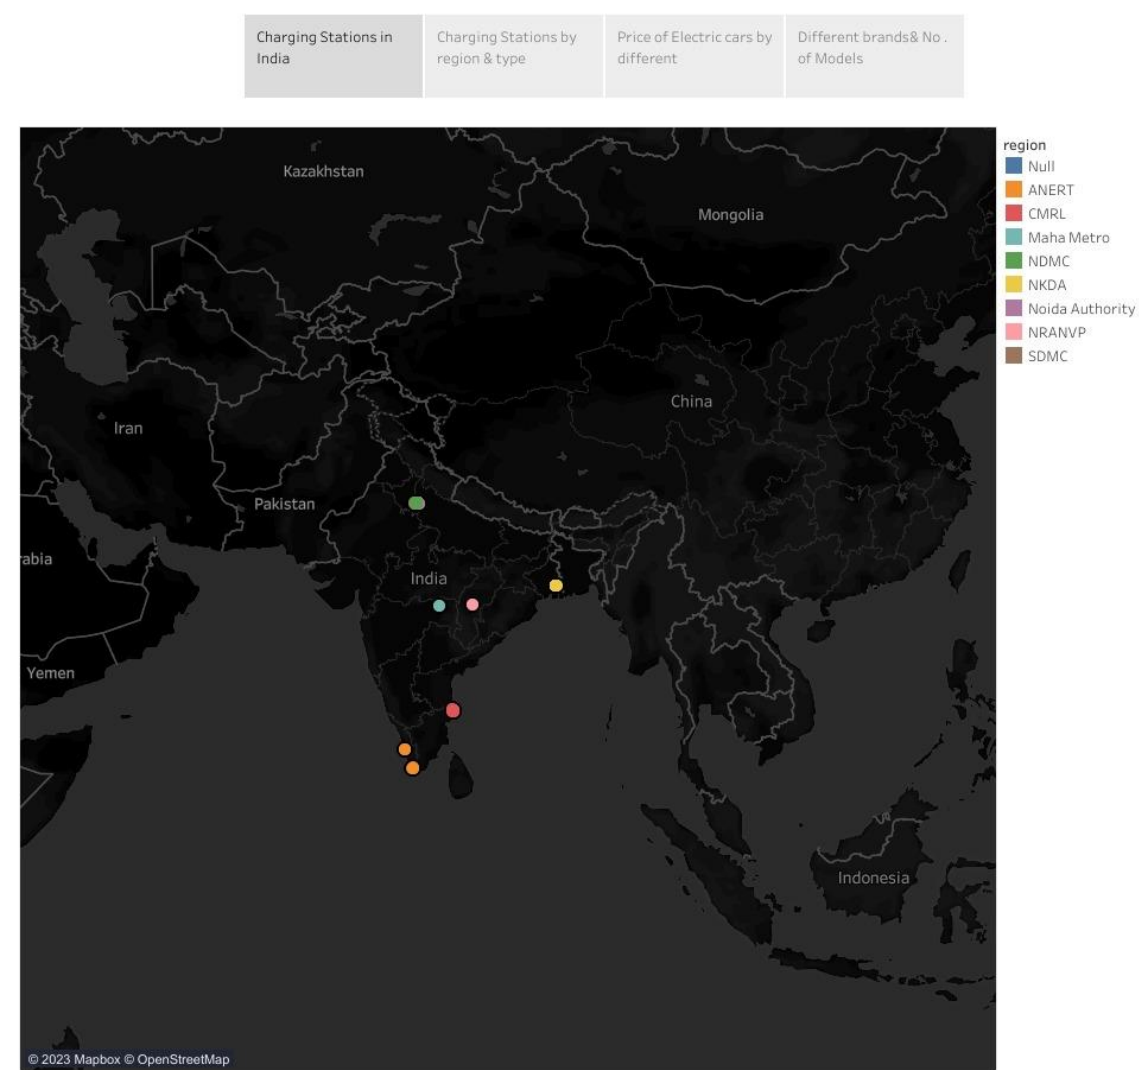 Charging Stations in
India
Charging Stations by
region & type
Price of Electric cars by
different
Different brands& No .
of Models
region
Null
ANERT
CMRL
Maha Metro
NDMC
NKDA
Noida Authority
NRANVP
SDMC
Kazakhstan
Mongolia
China
Iran
Pakistan
rabia
India
Yemen
Indonesia
© 2023 Mapbox © OpenStreetMap